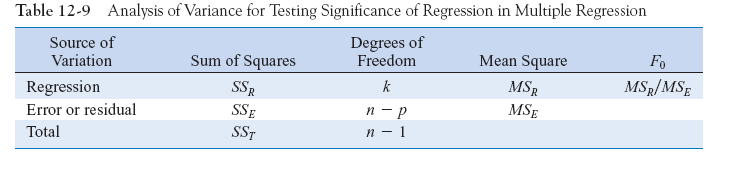 Table 12-9 Analysis of Variance for Testing Significance of Regression in Multiple Regression
Source of Variation Sum of Squares Degrees of Freedom Mean Square F₀
Regression SS_R k MS_R MS_R/MS_E
Error or residual SS_E n − p MS_E
Total SS_T n − 1